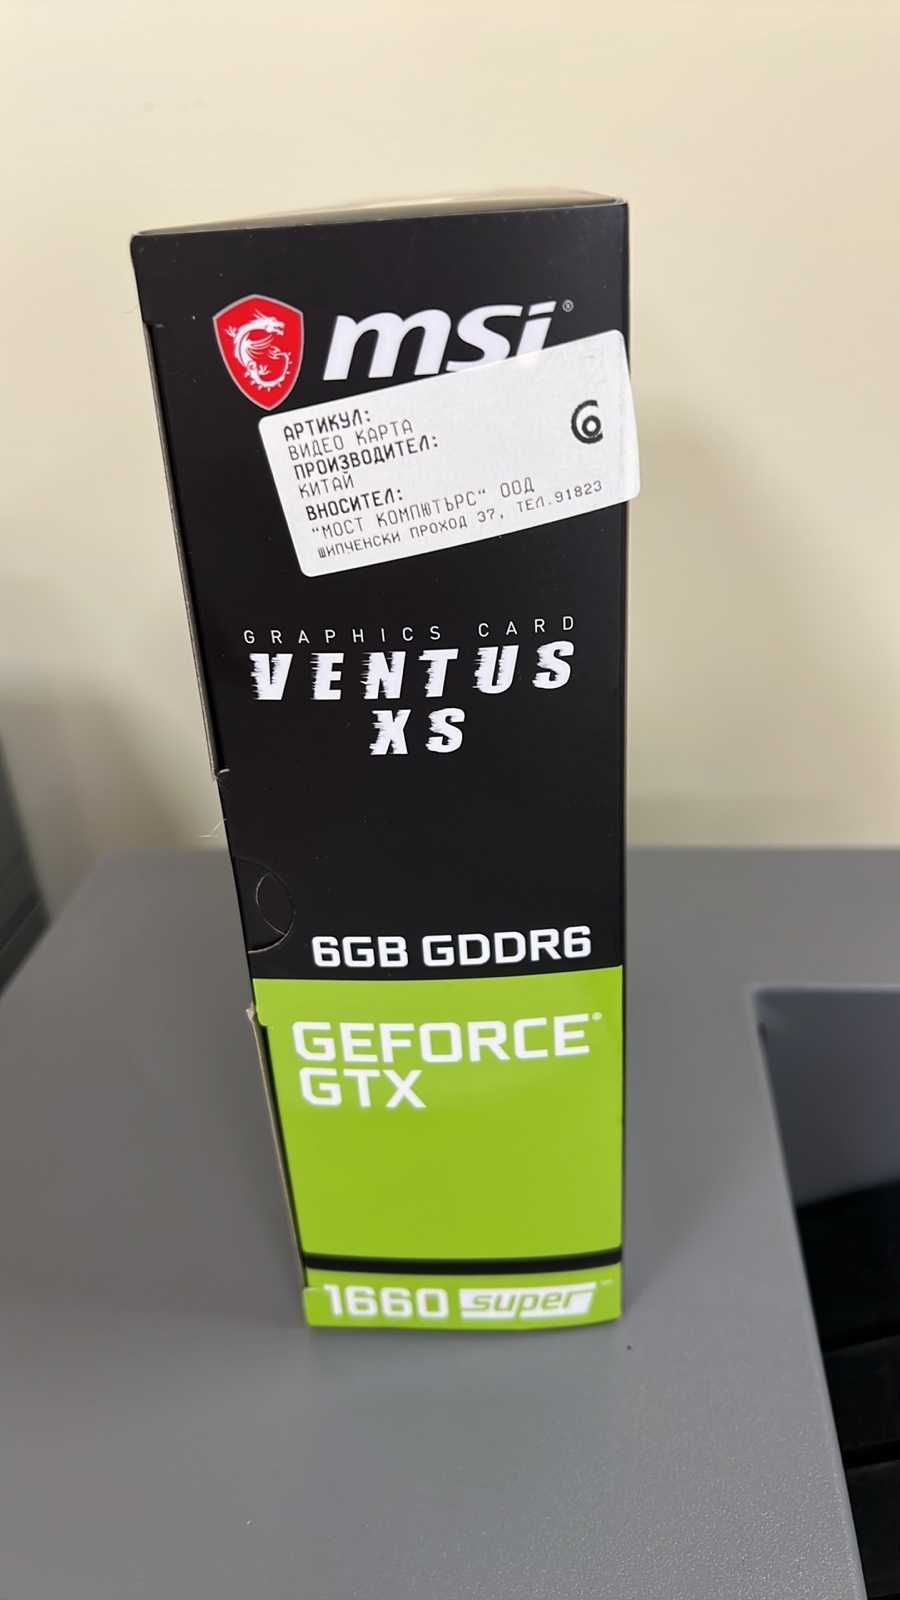 msi®
АРТИКУЛ:
ВИДЕО КАРТА
ПРОИЗВОДИТЕЛ:
КИТАЙ
ВНОСИТЕЛ:
"МОСТ КОМПЮТЪРС" ООД
ШИПЧЕНСКИ ПРОХОД 37, ТЕЛ.91823
GRAPHICS CARD
VENTUS
XS
6GB GDDR6
GEFORCE®
GTX
1660 super™